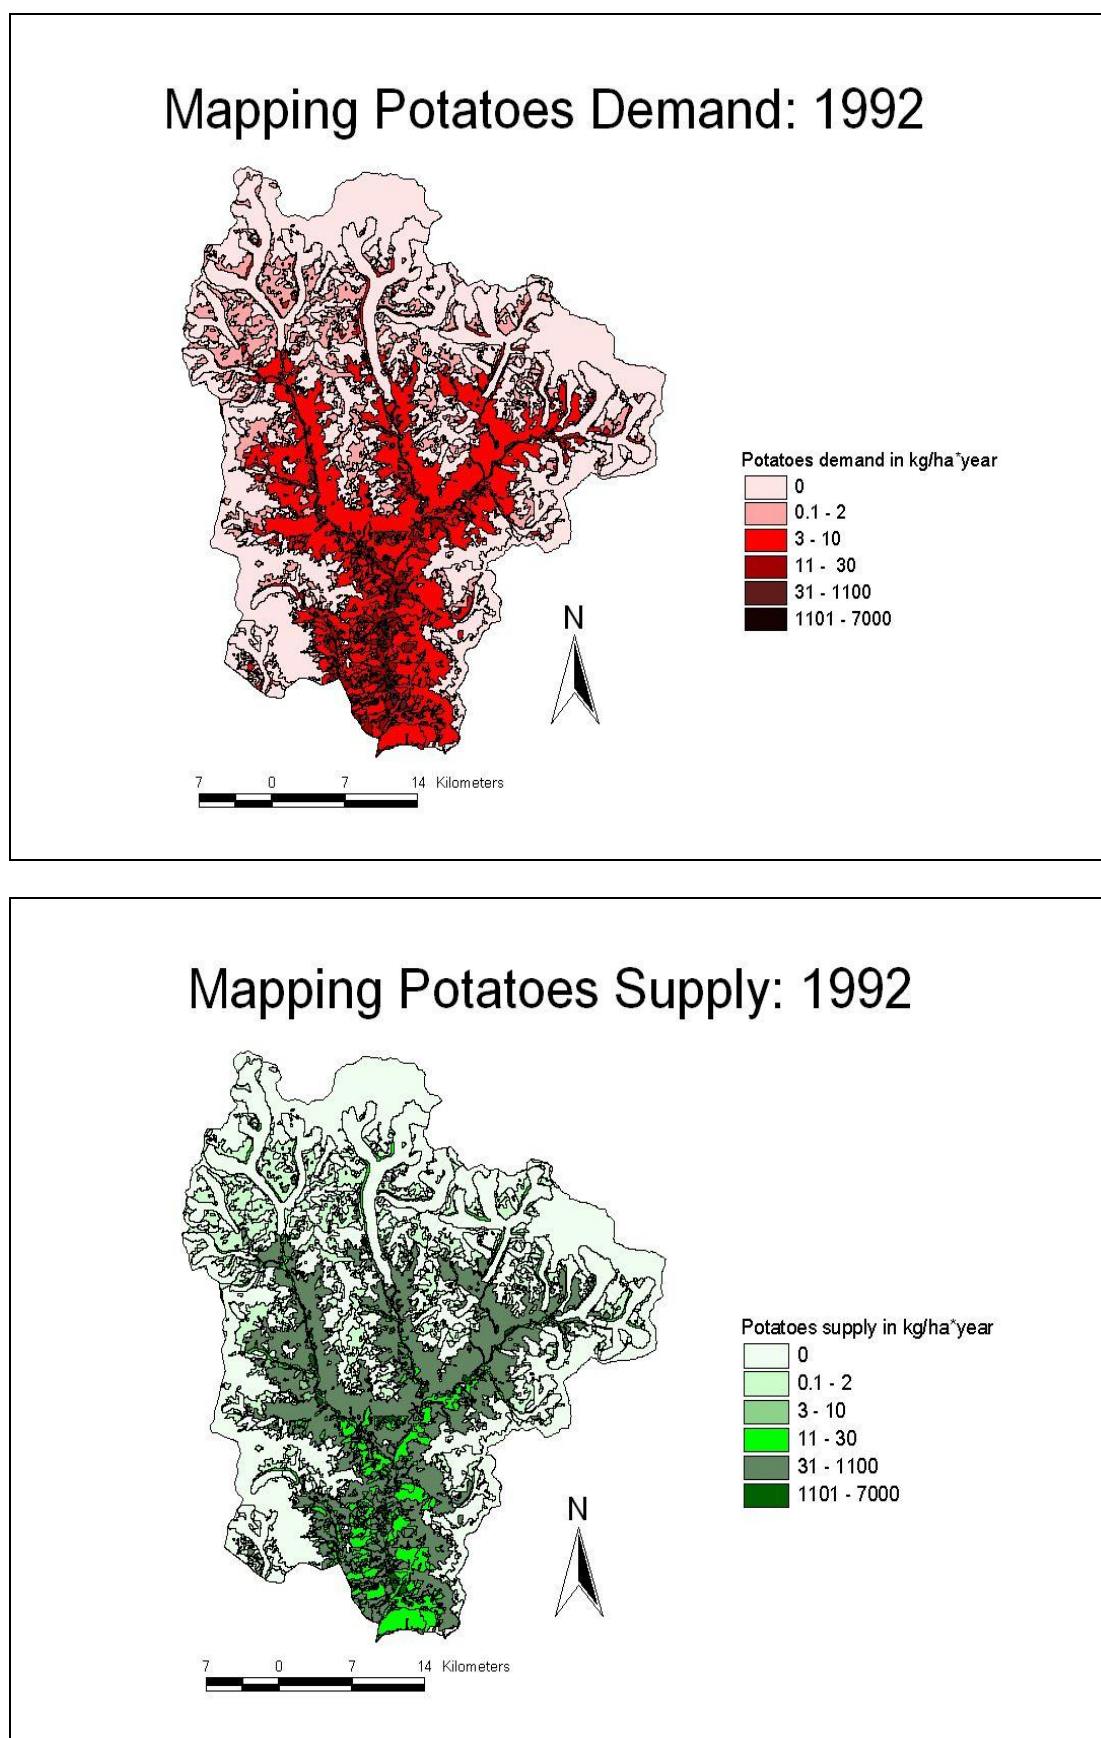 Mapping Potatoes Demand: 1992
Potatoes demand in kg/ha*year
0
0.1 - 2
3 - 10
11 - 30
31 - 1100
1101 - 7000
N
7 0 7 14 Kilometers
Mapping Potatoes Supply: 1992
Potatoes supply in kg/ha*year
0
0.1 - 2
3 - 10
11 - 30
31 - 1100
1101 - 7000
N
7 0 7 14 Kilometers